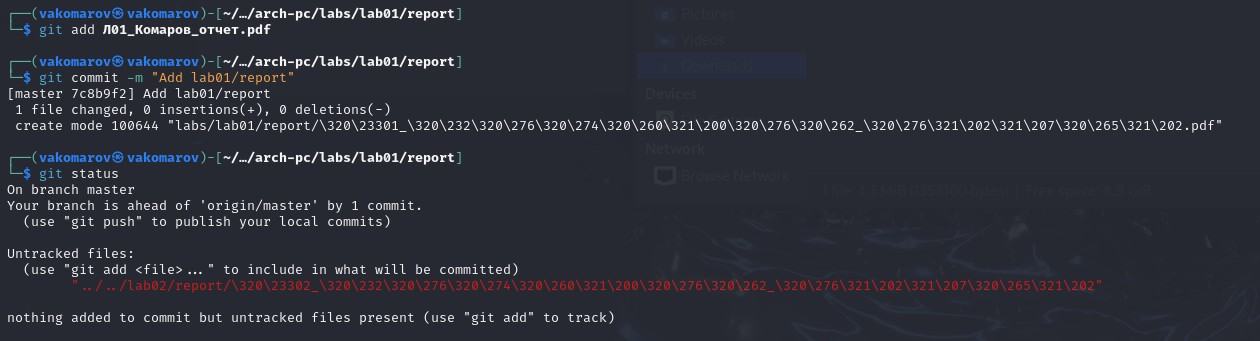 ┌──(vakomarov㉿vakomarov)-[~/…/arch-pc/labs/lab01/report]
└─$ git add Л01_Комаров_отчет.pdf
┌──(vakomarov㉿vakomarov)-[~/…/arch-pc/labs/lab01/report]
└─$ git commit -m "Add lab01/report"
[master 7c8b9f2] Add lab01/report
 1 file changed, 0 insertions(+), 0 deletions(-)
 create mode 100644 "labs/lab01/report/\320\23301_\320\232\320\276\320\274\320\260\321\200\320\276\320\262_\320\276\321\202\321\207\320\265\321\202.pdf"
┌──(vakomarov㉿vakomarov)-[~/…/arch-pc/labs/lab01/report]
└─$ git status
On branch master
Your branch is ahead of 'origin/master' by 1 commit.
  (use "git push" to publish your local commits)
Untracked files:
  (use "git add <file>..." to include in what will be committed)
        "../../lab02/report/\320\23302_\320\232\320\276\320\274\320\260\321\200\320\276\320\262_\320\276\321\202\321\207\320\265\321\202"
nothing added to commit but untracked files present (use "git add" to track)
Pictures
Videos
Downloads
Devices
Network
Browse Network